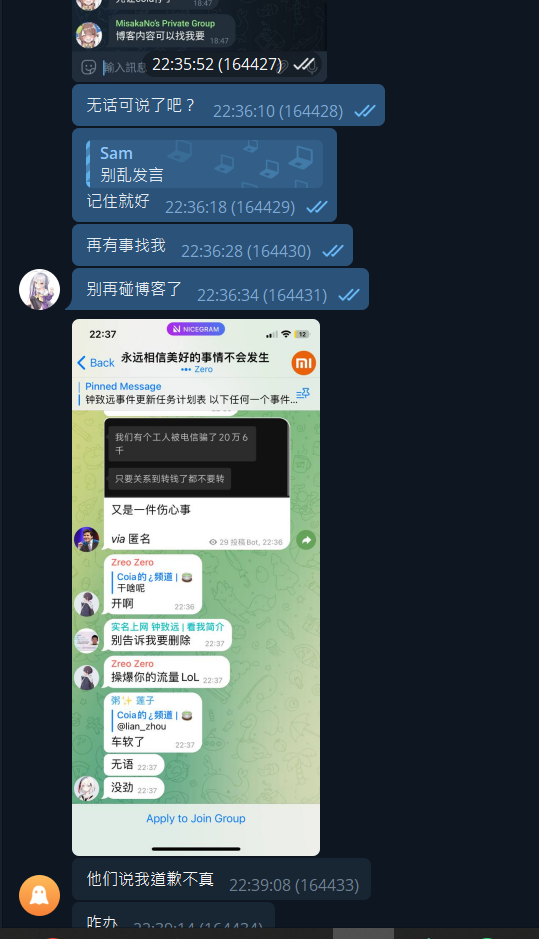 18:47
MisakaNo's Private Group
博客内容可以找我要
18:47
22:35:52 (164427)
无话可说了吧？
22:36:10 (164428)
Sam
别乱发言
记住就好
22:36:18 (164429)
再有事找我
22:36:28 (164430)
别再碰博客了
22:36:34 (164431)
22:37
NICEGRAM
12
Back
永远相信美好的事情不会发生
••• Zero
Pinned Message
钟致远事件更新任务计划表 以下任何一个事件...
我们有个工人被电信骗了20万6
千
只要关系到转钱了都不要转
又是一件伤心事
via 匿名
29 投稿Bot, 22:36
Zreo Zero
Coia的¿频道 |
干啥呢
开啊
22:36
实名上网 钟致远 | 看我简介
别告诉我要删除
22:37
Zreo Zero
操爆你的流量LoL
22:37
粥✨ 莲子
Coia的¿频道 |
@lian_zhou
车软了
22:37
无语
22:37
没劲
22:37
Apply to Join Group
他们说我道歉不真
22:39:08 (164433)
咋办
22:39:14 (164434)